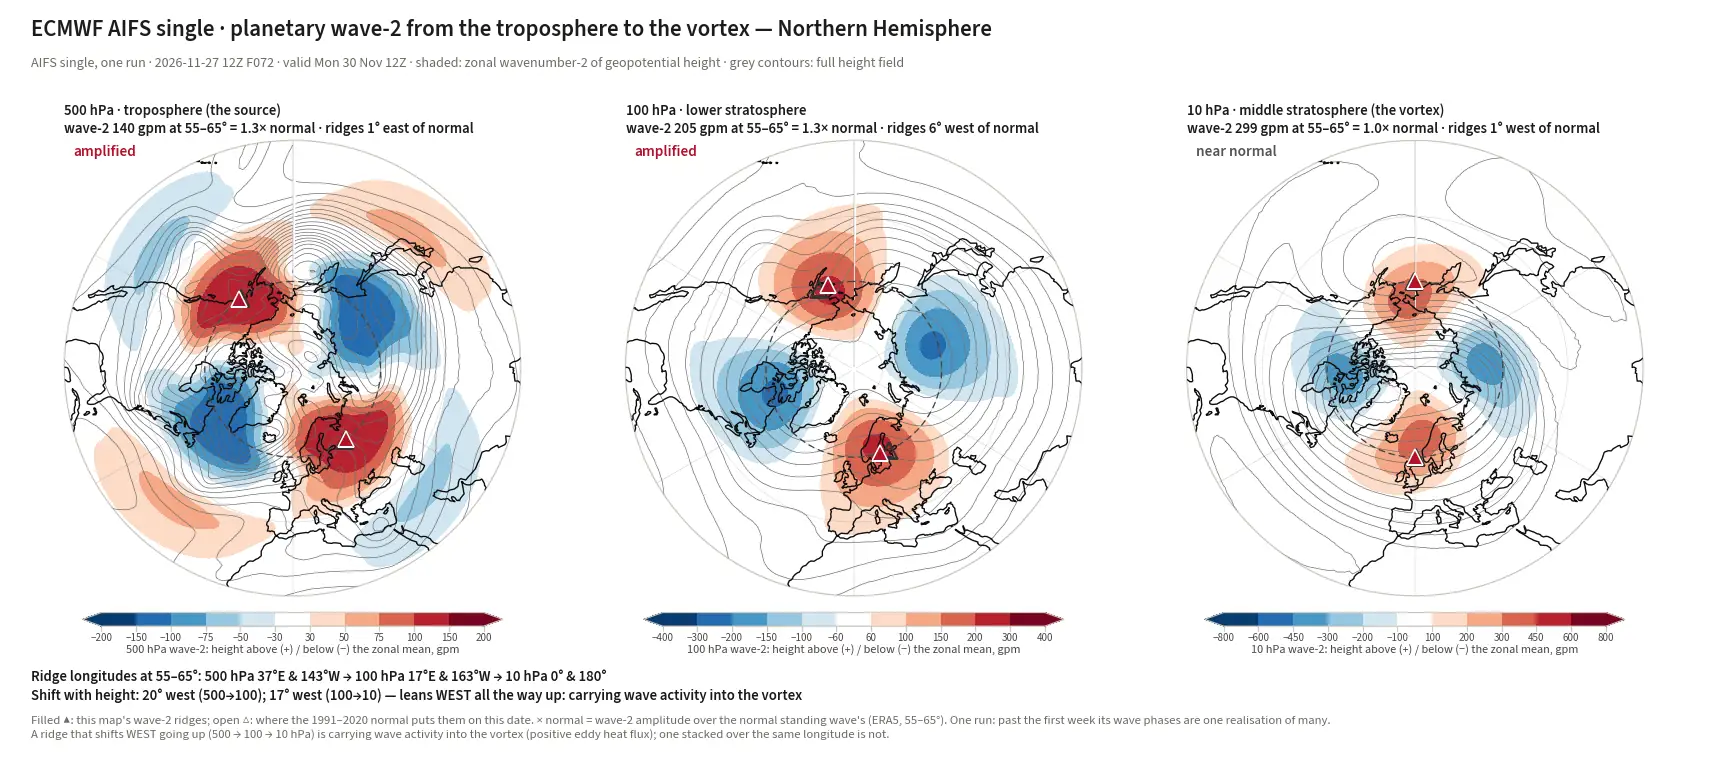 ECMWF AIFS single · planetary wave-2 from the troposphere to the vortex — Northern Hemisphere
AIFS single, one run · 2026-11-27 12Z F072 · valid Mon 30 Nov 12Z · shaded: zonal wavenumber-2 of geopotential height · grey contours: full height field
500 hPa · troposphere (the source)
wave-2 140 gpm at 55–65° = 1.3× normal · ridges 1° east of normal
amplified
100 hPa · lower stratosphere
wave-2 205 gpm at 55–65° = 1.3× normal · ridges 6° west of normal
amplified
10 hPa · middle stratosphere (the vortex)
wave-2 299 gpm at 55–65° = 1.0× normal · ridges 1° west of normal
near normal
−200 −150 −100 −75 −50 −30 30 50 75 100 150 200
500 hPa wave-2: height above (+) / below (−) the zonal mean, gpm
−400 −300 −200 −150 −100 −60 60 100 150 200 300 400
100 hPa wave-2: height above (+) / below (−) the zonal mean, gpm
−800 −600 −450 −300 −200 −100 100 200 300 450 600 800
10 hPa wave-2: height above (+) / below (−) the zonal mean, gpm
Ridge longitudes at 55–65°: 500 hPa 37°E & 143°W → 100 hPa 17°E & 163°W → 10 hPa 0° & 180°
Shift with height: 20° west (500→100); 17° west (100→10) — leans WEST all the way up: carrying wave activity into the vortex
Filled ▲: this map's wave-2 ridges; open △: where the 1991–2020 normal puts them on this date. × normal = wave-2 amplitude over the normal standing wave's (ERA5, 55–65°). One run: past the first week its wave phases are one realisation of many.
A ridge that shifts WEST going up (500 → 100 → 10 hPa) is carrying wave activity into the vortex (positive eddy heat flux); one stacked over the same longitude is not.